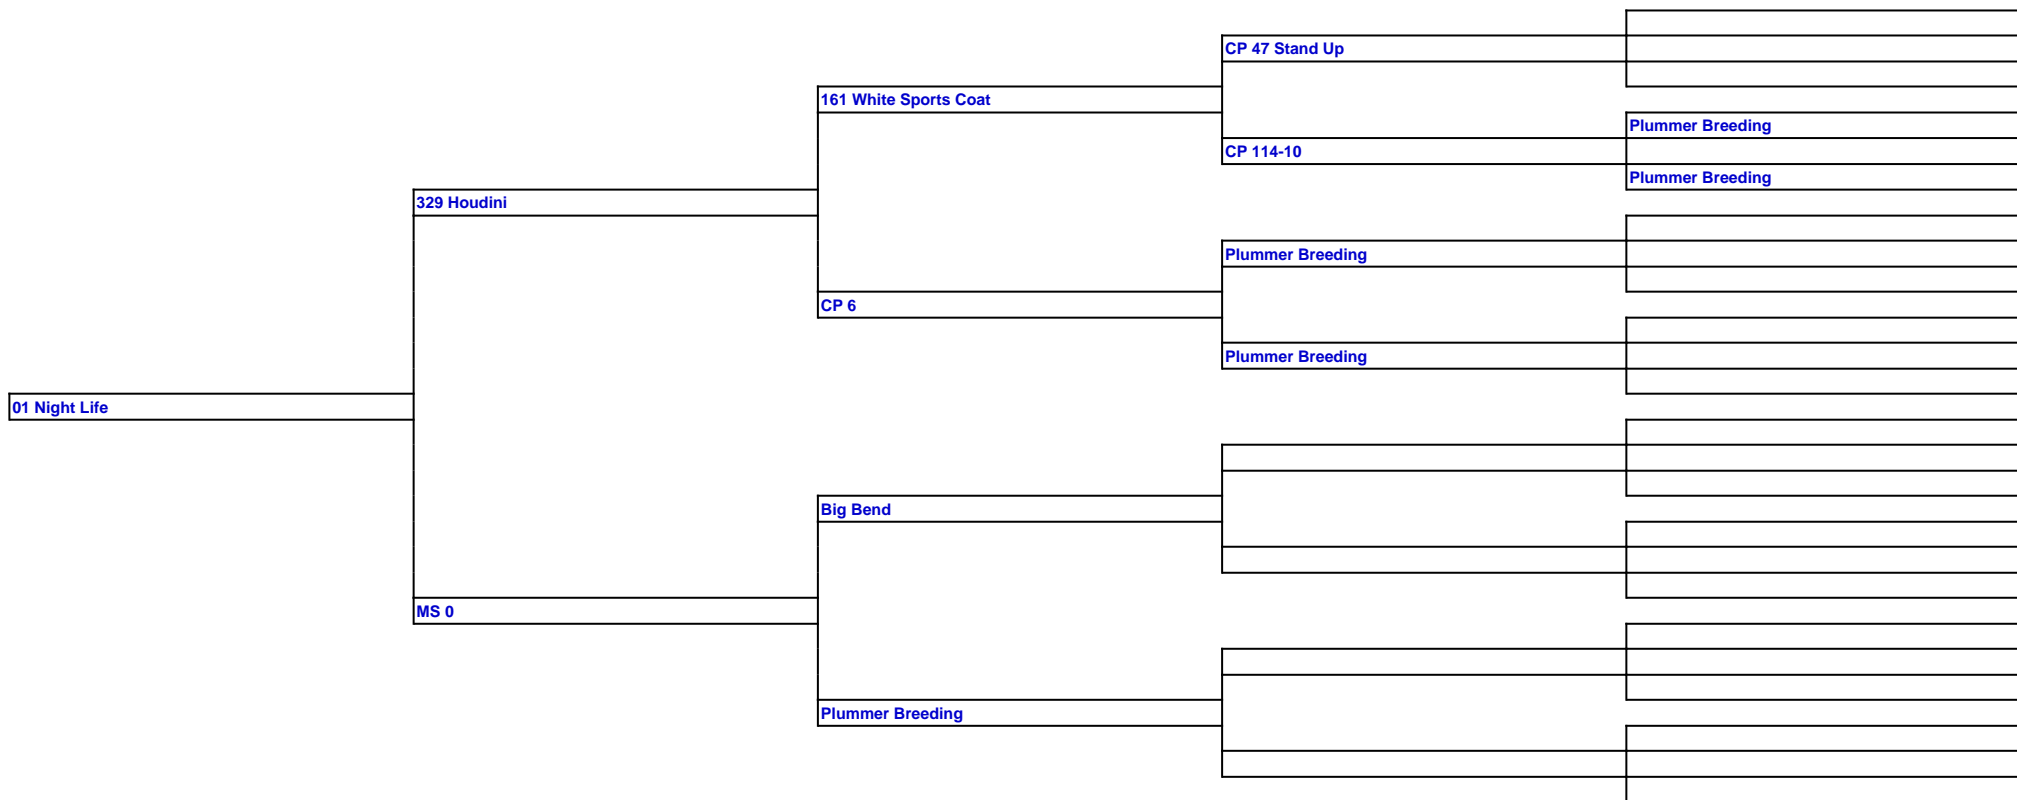 CP 47 Stand Up
161 White Sports Coat
Plummer Breeding
CP 114-10
Plummer Breeding
329 Houdini
Plummer Breeding
CP 6
Plummer Breeding
01 Night Life
Big Bend
MS 0
Plummer Breeding